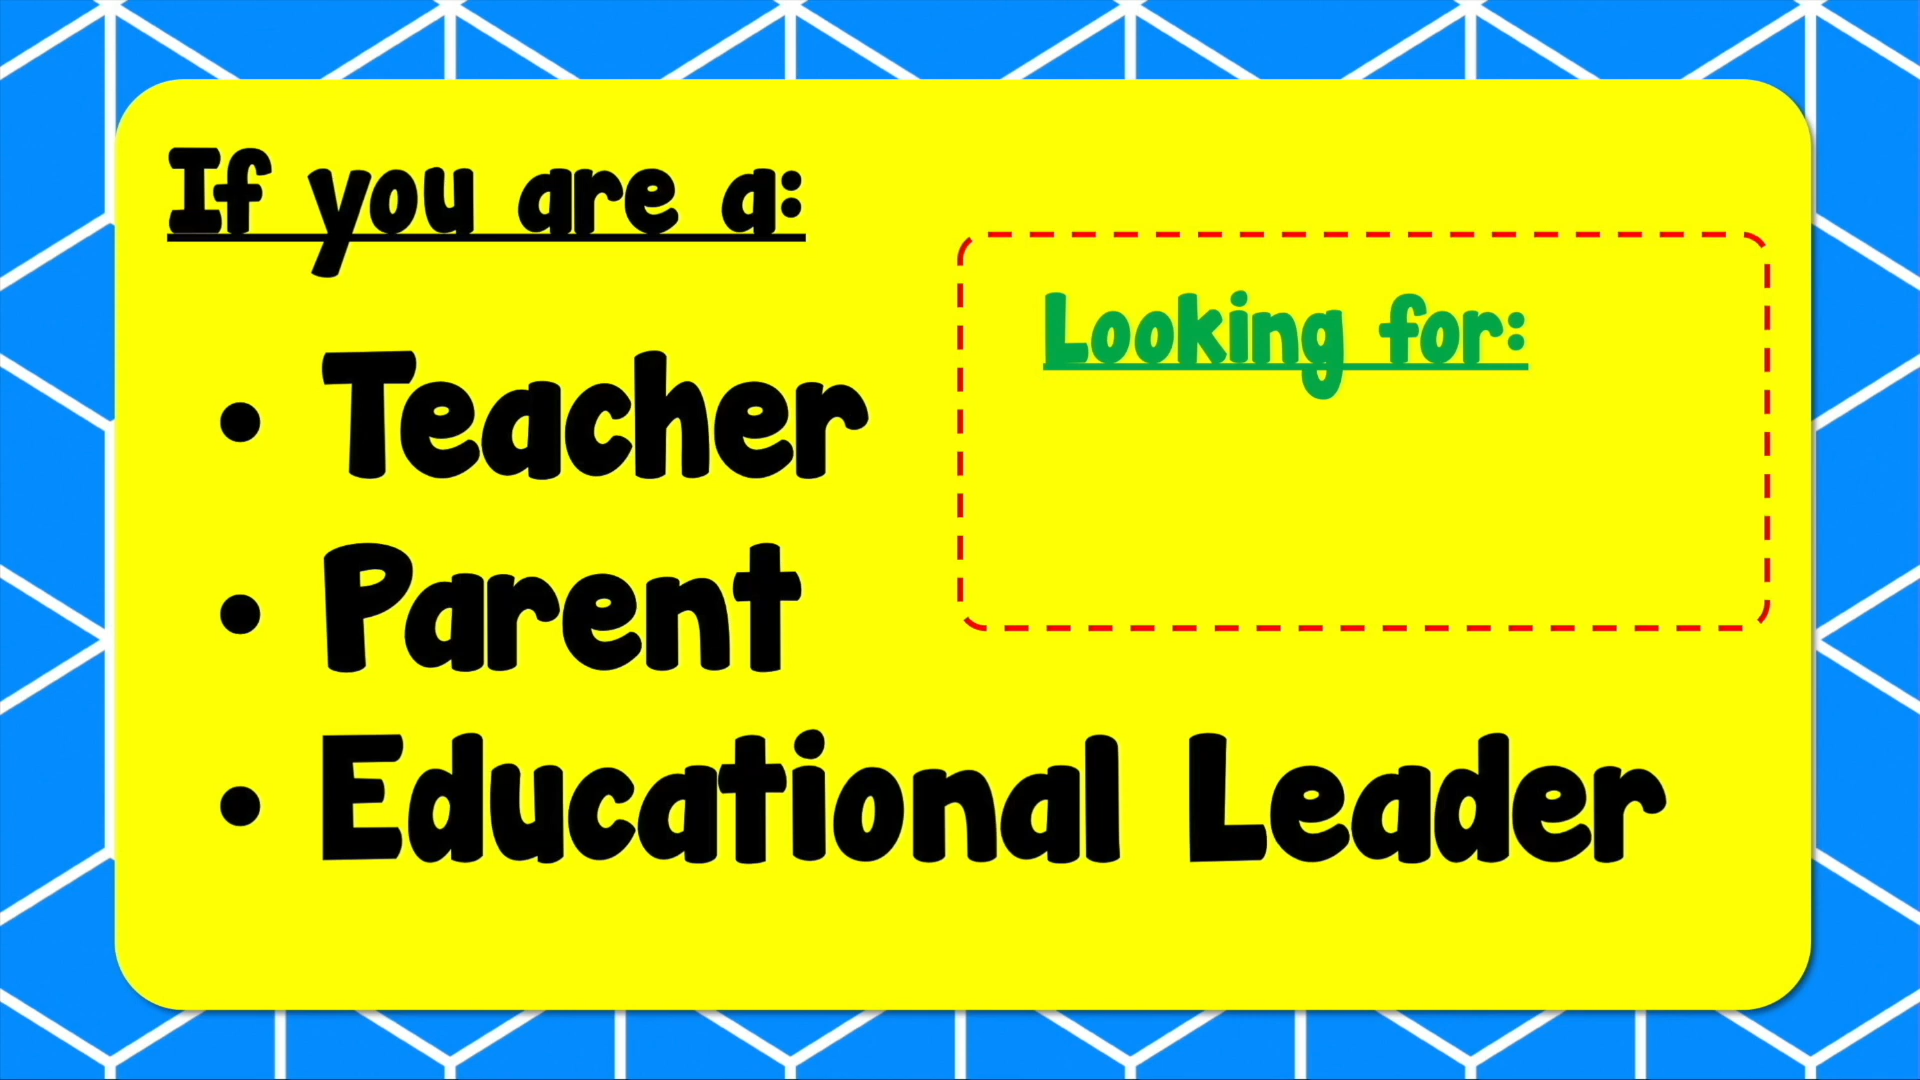 If you are a:
• Teacher
• Parent
• Educational Leader
Looking for: